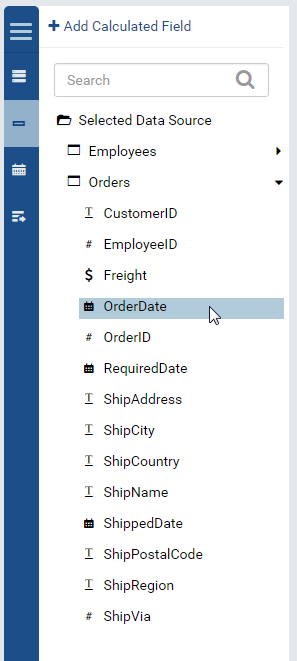 + Add Calculated Field
Search
Selected Data Source
Employees
Orders
T CustomerID
# EmployeeID
$ Freight
OrderDate
# OrderID
RequiredDate
T ShipAddress
T ShipCity
T ShipCountry
T ShipName
ShippedDate
T ShipPostalCode
T ShipRegion
# ShipVia